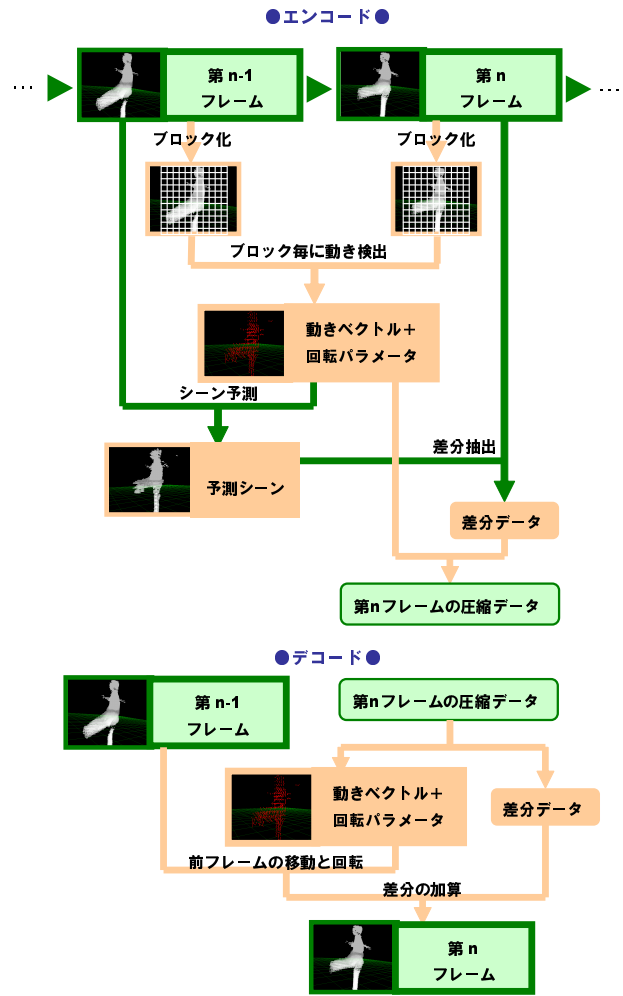 ●エンコード●
第 n-1
フレーム
第 n
フレーム
…
…
ブロック化
ブロック化
ブロック毎に動き検出
動きベクトル＋
回転パラメータ
シーン予測
差分抽出
予測シーン
差分データ
第nフレームの圧縮データ
●デコード●
第 n-1
フレーム
第nフレームの圧縮データ
動きベクトル＋
回転パラメータ
差分データ
前フレームの移動と回転
差分の加算
第 n
フレーム